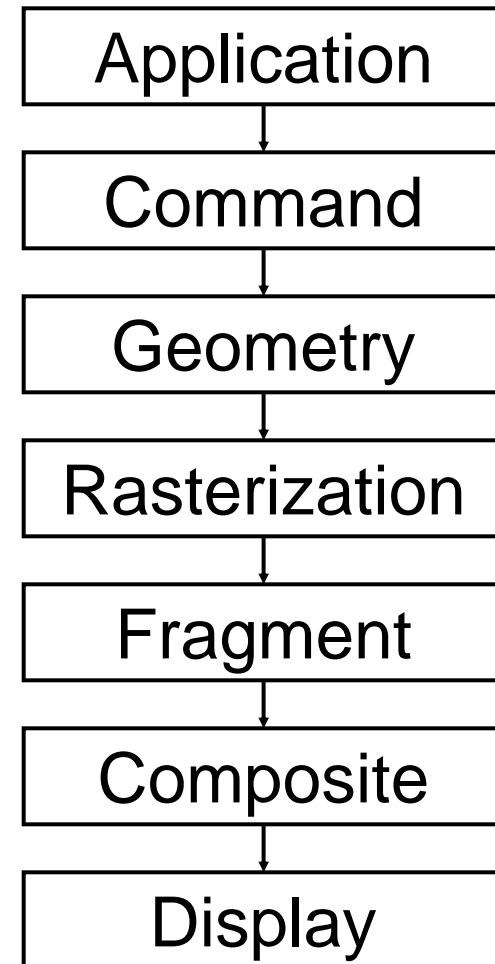 Application
Command
Geometry
Rasterization
Fragment
Composite
Display